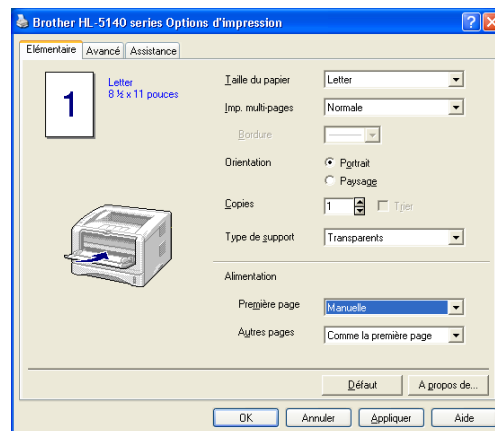 Brother HL-5140 series Options d'impression
Elémentaire Avancé Assistance
1
Letter
8 ½ x 11 pouces
Taille du papier Letter
Imp. multi-pages Normale
Bordure
Orientation Portrait
Paysage
Copies 1 Trier
Type de support Transparents
Alimentation
Première page Manuelle
Autres pages Comme la première page
Défaut A propos de...
OK Annuler Appliquer Aide